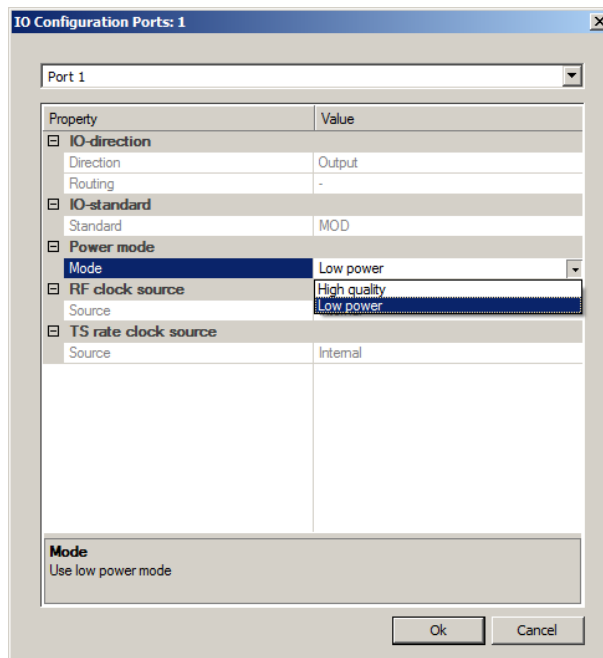 IO Configuration Ports: 1
Port 1
Property Value
IO-direction
Direction Output
Routing -
IO-standard
Standard MOD
Power mode
Mode Low power
RF clock source High quality
Source Low power
TS rate clock source
Source Internal
Mode
Use low power mode
Ok Cancel